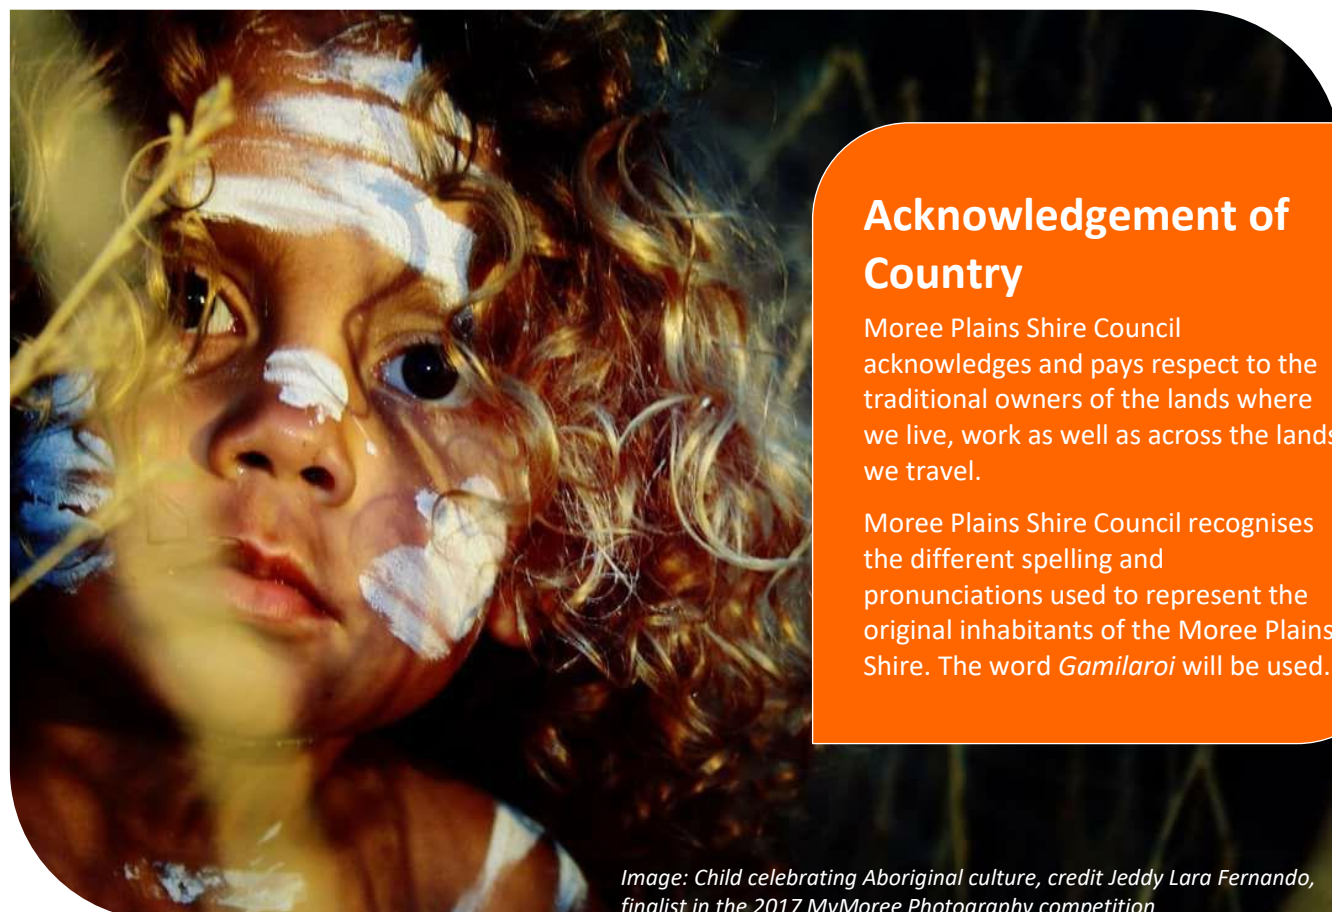 Acknowledgement of
Country
Moree Plains Shire Council
acknowledges and pays respect to the
traditional owners of the lands where
we live, work as well as across the lands
we travel.
Moree Plains Shire Council recognises
the different spelling and
pronunciations used to represent the
original inhabitants of the Moree Plains
Shire. The word Gamilaroi will be used.
Image: Child celebrating Aboriginal culture, credit Jeddy Lara Fernando,
finalist in the 2017 MyMoree Photography competition